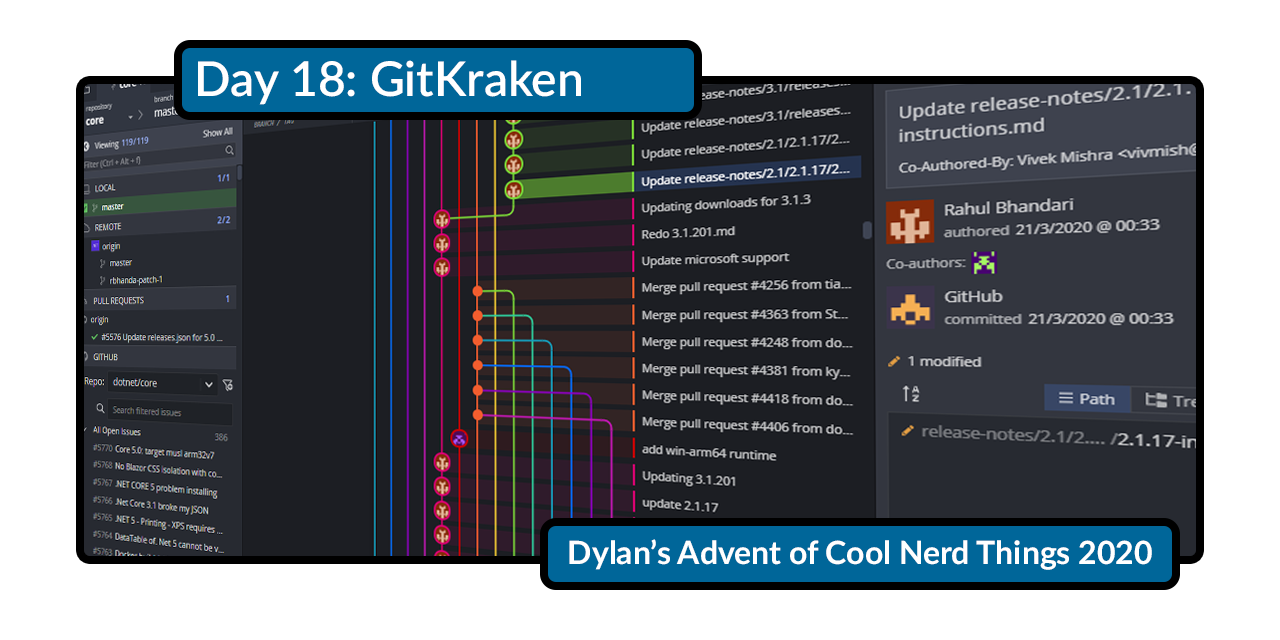 Day 18: GitKraken
repository
core
branch
Viewing 119/119
Show All
Filter (Ctrl + Alt + f)
LOCAL
1/1
master
REMOTE
2/2
origin
master
rbhanda-patch-1
PULL REQUESTS
1
origin
#5576 Update releases.json for 5.0 ...
GITHUB
Repo:
dotnet/core
Search filtered issues
All Open Issues
386
#5770 Core 5.0: target musl arm32v7
#5768 No Blazor CSS isolation with co...
#5767 .NET CORE 5 problem installing
#5766 .Net Core 3.1 broke my JSON
#5765 .NET 5 - Printing - XPS requires ...
#5764 DataTable of. Net 5 cannot be v...
#5763
ease-notes/3.1/releases...
Update release-notes/3.1/releases...
Update release-notes/2.1/2.1.17/2...
Update release-notes/2.1/2.1.17/2...
Updating downloads for 3.1.3
Redo 3.1.201.md
Update microsoft support
Merge pull request #4256 from tia...
Merge pull request #4363 from St...
Merge pull request #4248 from do...
Merge pull request #4381 from ky...
Merge pull request #4418 from do...
Merge pull request #4406 from do...
add win-arm64 runtime
Updating 3.1.201
update 2.1.17
Update release-notes/2.1/2.1.
instructions.md
Co-Authored-By: Vivek Mishra <vivmish@
Rahul Bhandari
authored 21/3/2020 @ 00:33
Co-authors:
GitHub
committed 21/3/2020 @ 00:33
1 modified
A
Z
Path
Tre
release-notes/2.1/2.... /2.1.17-in
Dylan's Advent of Cool Nerd Things 2020